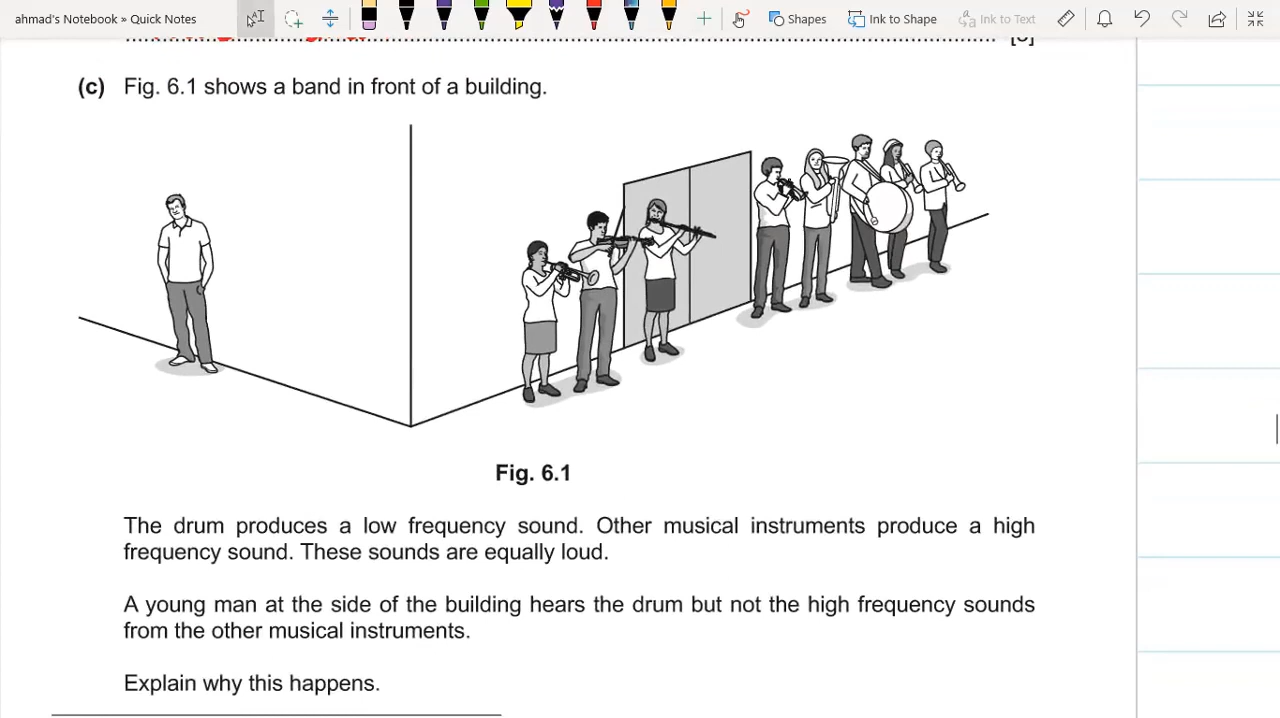 ahmad's Notebook » Quick Notes
Shapes
Ink to Shape
Ink to Text
(c) Fig. 6.1 shows a band in front of a building.
Fig. 6.1
The drum produces a low frequency sound. Other musical instruments produce a high
frequency sound. These sounds are equally loud.
A young man at the side of the building hears the drum but not the high frequency sounds
from the other musical instruments.
Explain why this happens.